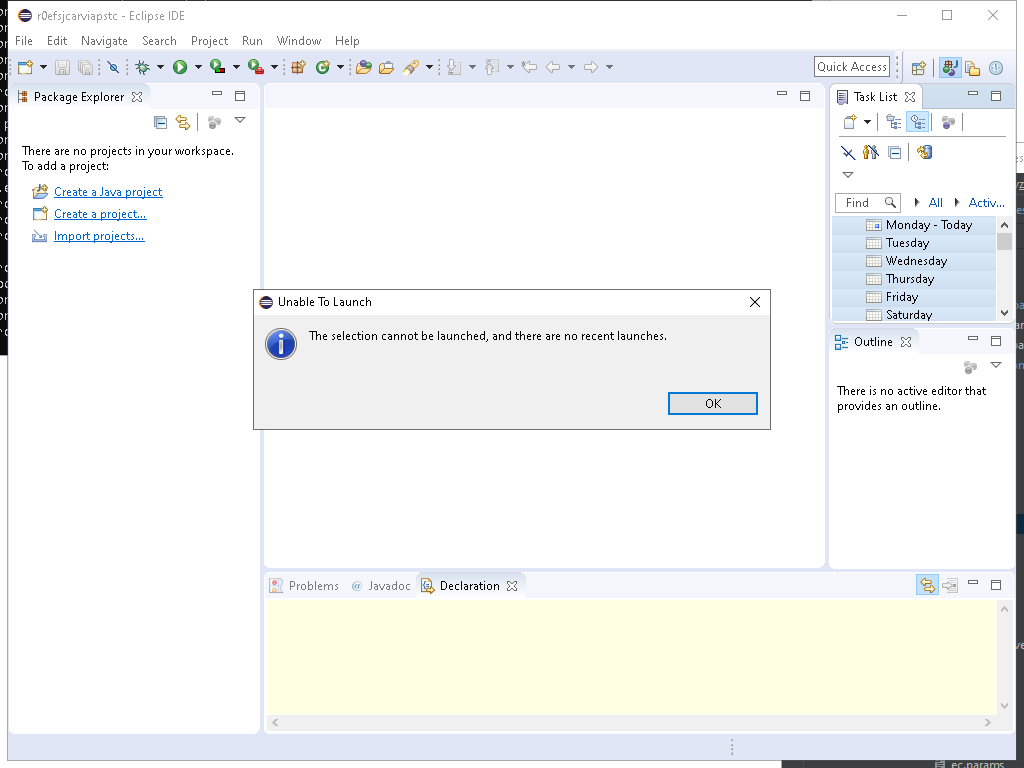 r0efsjcarviapstc - Eclipse IDE
File Edit Navigate Search Project Run Window Help
Quick Access
Package Explorer
There are no projects in your workspace.
To add a project:
Create a Java project
Create a project...
Import projects...
Task List
Find All Activ...
Monday - Today
Tuesday
Wednesday
Thursday
Friday
Saturday
Unable To Launch
The selection cannot be launched, and there are no recent launches.
OK
Outline
There is no active editor that
provides an outline.
Problems @ Javadoc Declaration
ec.params